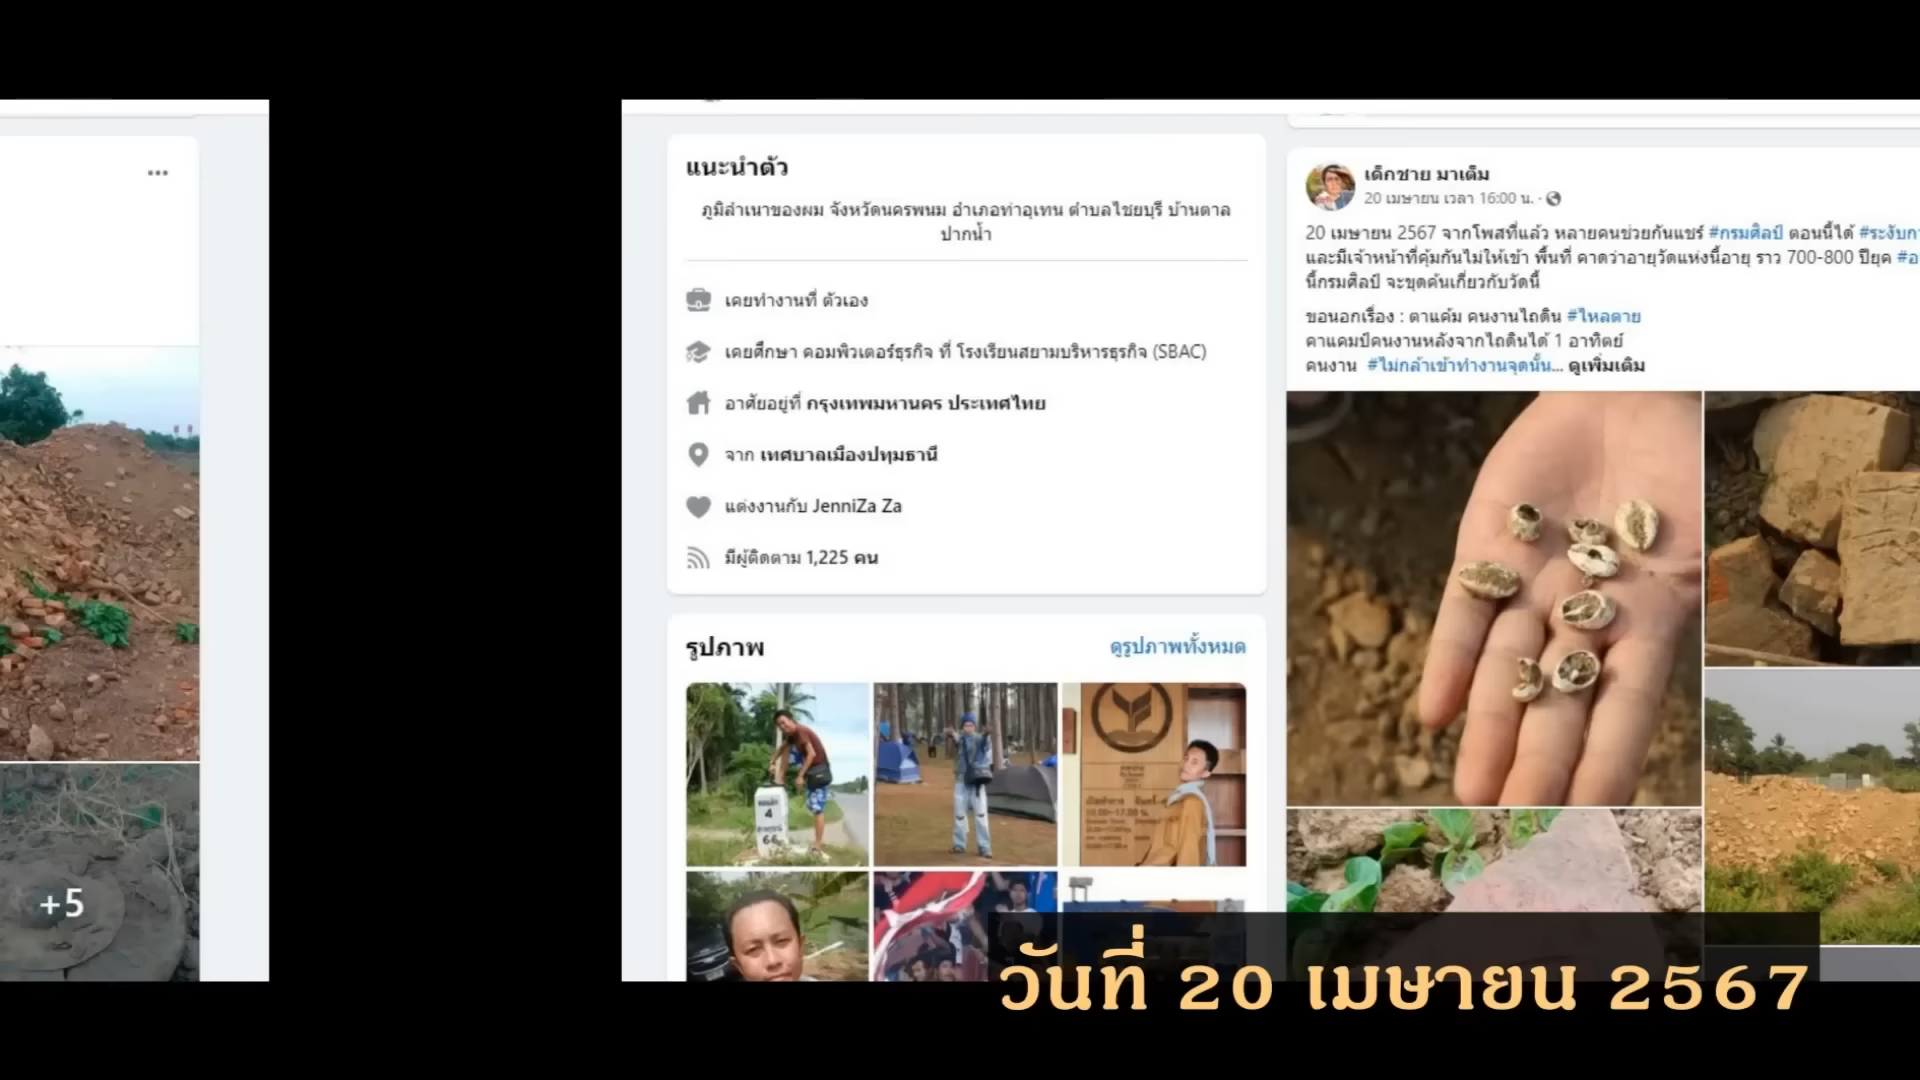 +5
แนะนำตัว
ภูมิลำเนาของผม จังหวัดนครพนม อำเภอท่าอุเทน ตำบลไชยบุรี บ้านตาล
ปากน้ำ
เคยทำงานที่ ตัวเอง
เคยศึกษา คอมพิวเตอร์ธุรกิจ ที่ โรงเรียนสยามบริหารธุรกิจ (SBAC)
อาศัยอยู่ที่ กรุงเทพมหานคร ประเทศไทย
จาก เทศบาลเมืองปทุมธานี
แต่งงานกับ JenniZa Za
มีผู้ติดตาม 1,225 คน
รูปภาพ
ดูรูปภาพทั้งหมด
4
66
เด็กชาย มาเต็ม
20 เมษายน เวลา 16:00 น.
20 เมษายน 2567 จากโพสที่แล้ว หลายคนช่วยกันแชร์ #กรมศิลป์ ตอนนี้ได้ #ระงับ
และมีเจ้าหน้าที่คุ้มกันไม่ให้เข้า พื้นที่ คาดว่าอายุวัดแห่งนี้อายุ ราว 700-800 ปียุค
นี้กรมศิลป์ จะขุดค้นเกี่ยวกับวัดนี้
ขอนอกเรื่อง : ตาแค้ม คนงานไถดิน #ไหลตาย
คาแคมป์คนงานหลังจากไถดินได้ 1 อาทิตย์
คนงาน #ไม่กล้าเข้าทำงานจุดนั้น... ดูเพิ่มเติม
วันที่ 20 เมษายน 2567